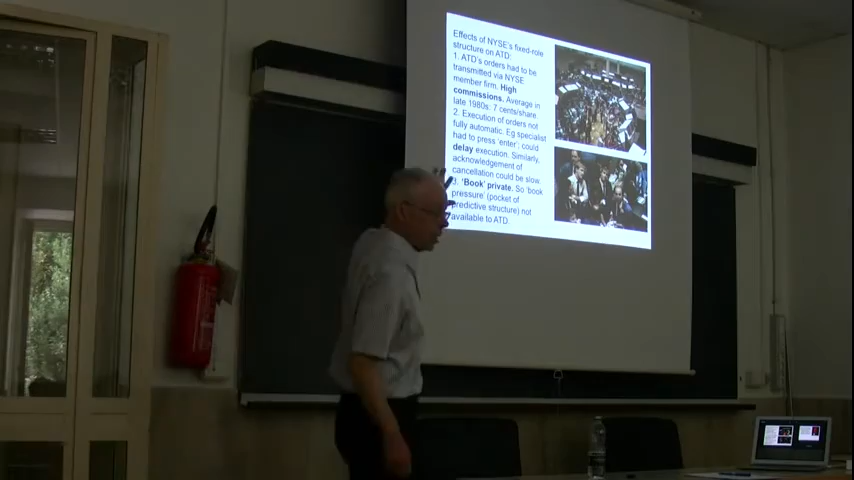 Effects of NYSE's fixed-role
structure on ATD:
1. ATD's orders had to be
transmitted via NYSE
member firm. High
commissions. Average in
late 1980s: 7 cents/share
2. Execution of orders not
fully automatic. Eg specialist
had to press 'enter'; could
delay execution. Similarly,
acknowledgement of
cancellation could be slow.
3. 'Book' private. So 'book
pressure' (pocket of
predictive structure) not
available to ATD.